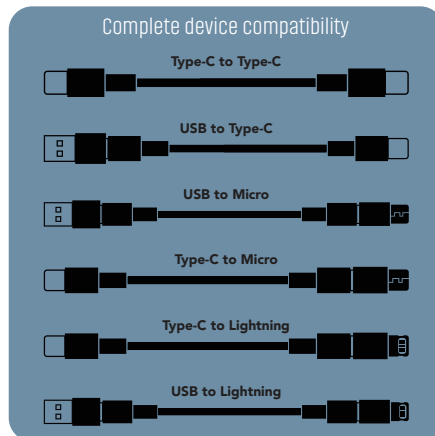 Complete device compatibility
Type-C to Type-C
USB to Type-C
USB to Micro
Type-C to Micro
Type-C to Lightning
USB to Lightning